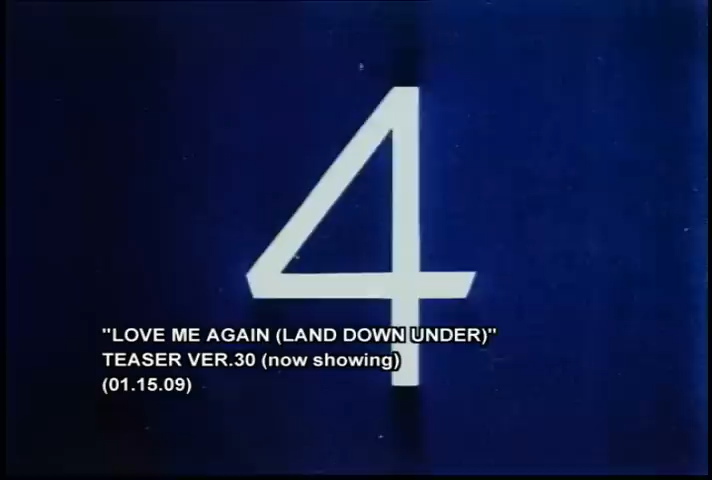 4
"LOVE ME AGAIN (LAND DOWN UNDER)"
TEASER VER.30 (now showing)
(01.15.09)